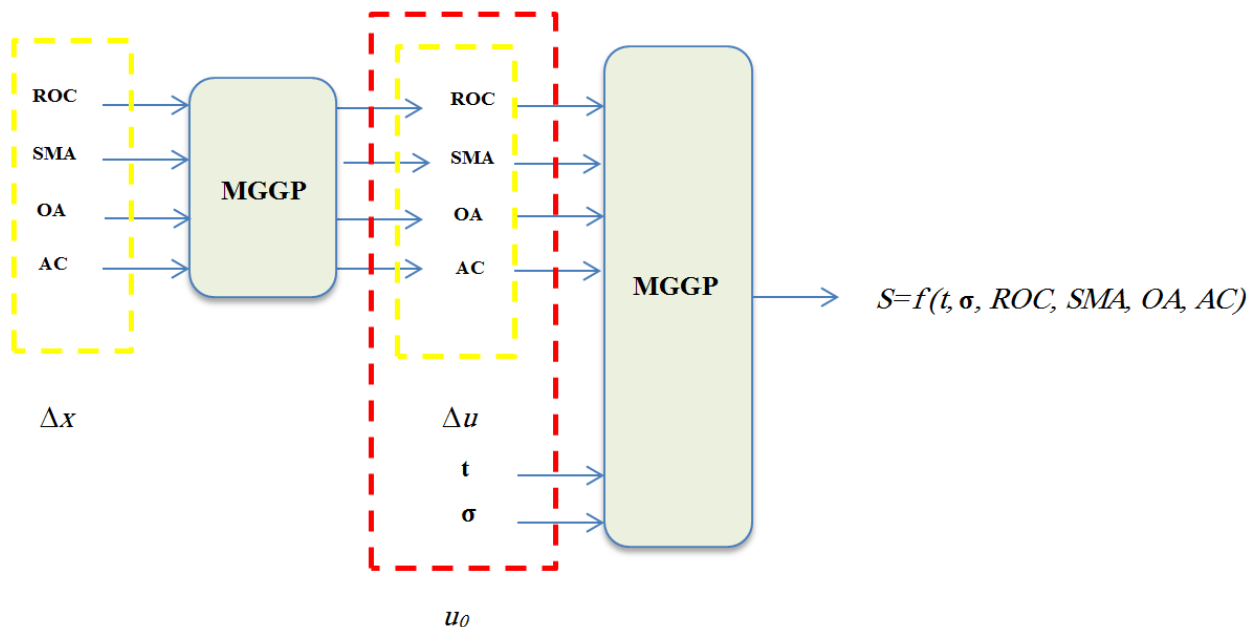 ROC
SMA
OA
AC
Δx
MGGP
ROC
SMA
OA
AC
Δu
t
σ
u₀
MGGP
S=f(t, σ, ROC, SMA, OA, AC)